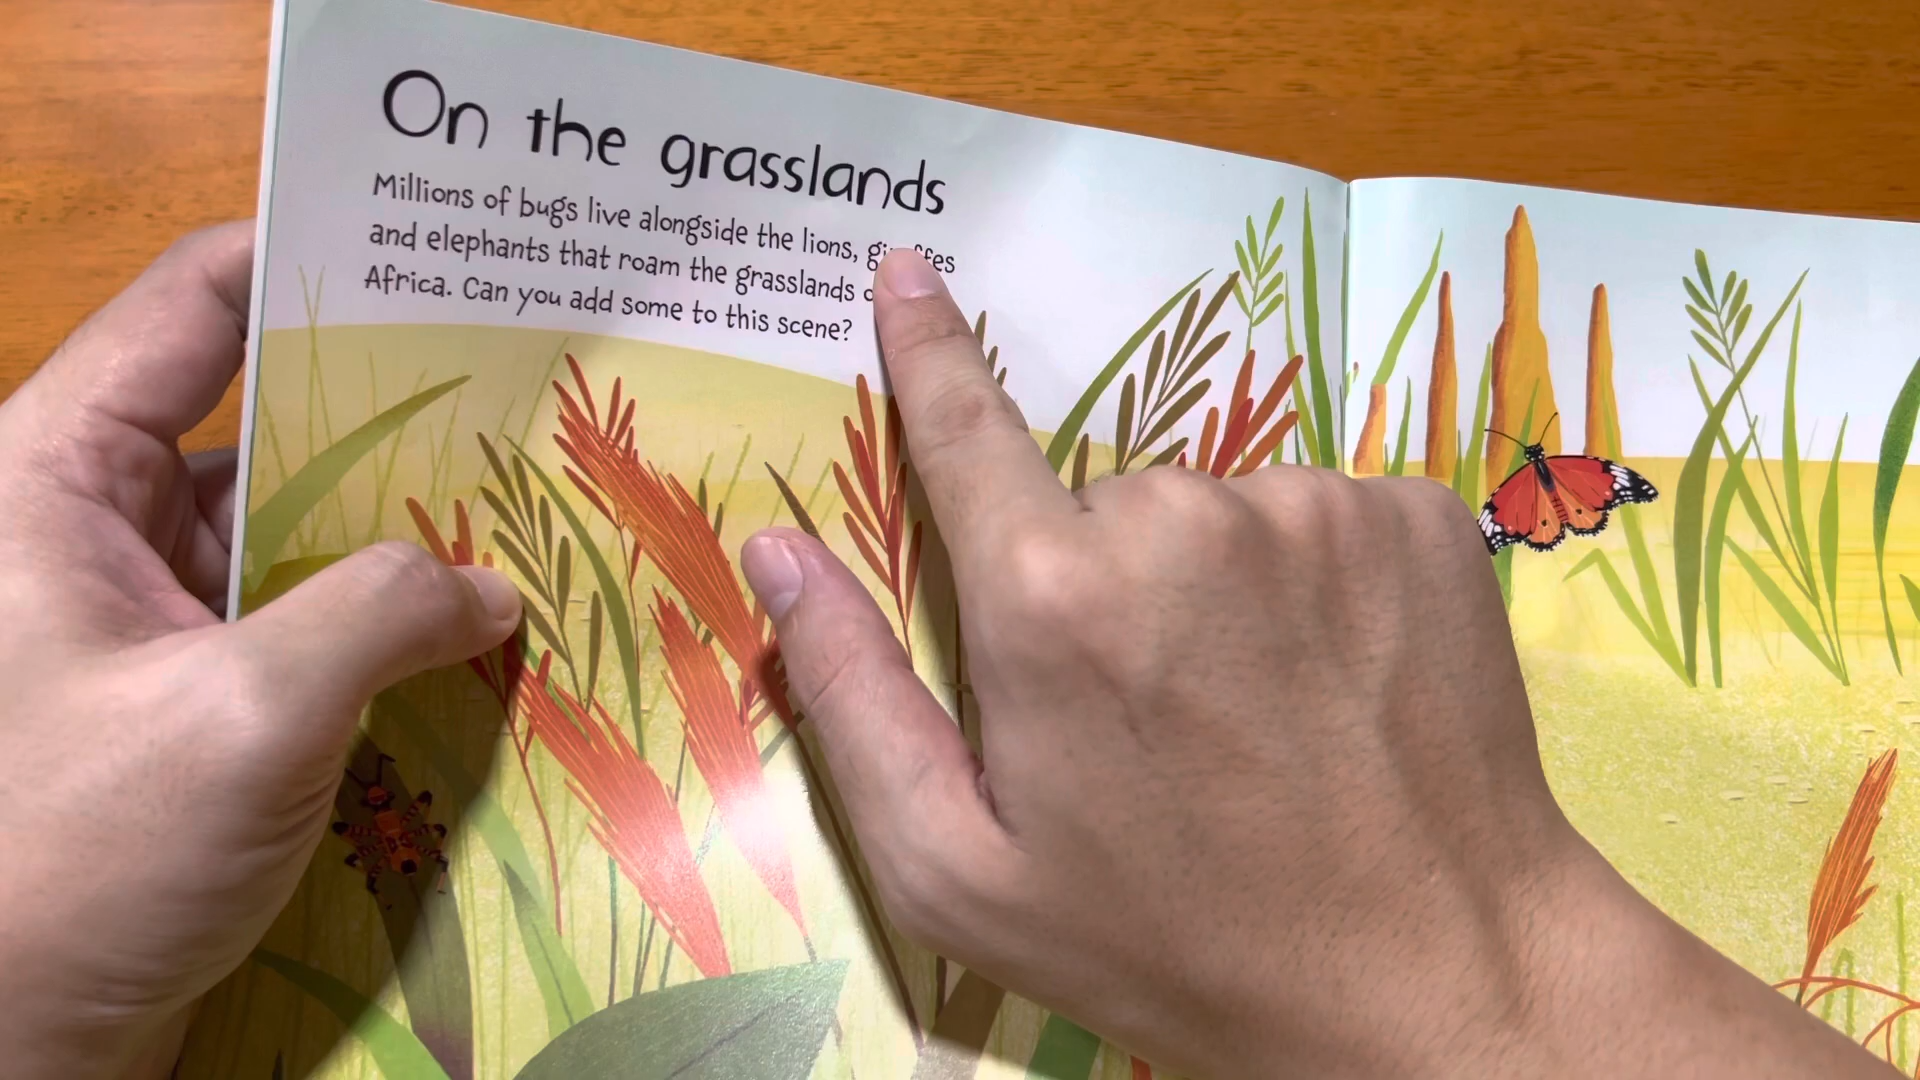 On the grasslands
Millions of bugs live alongside the lions, giraffes
and elephants that roam the grasslands
Africa. Can you add some to this scene?